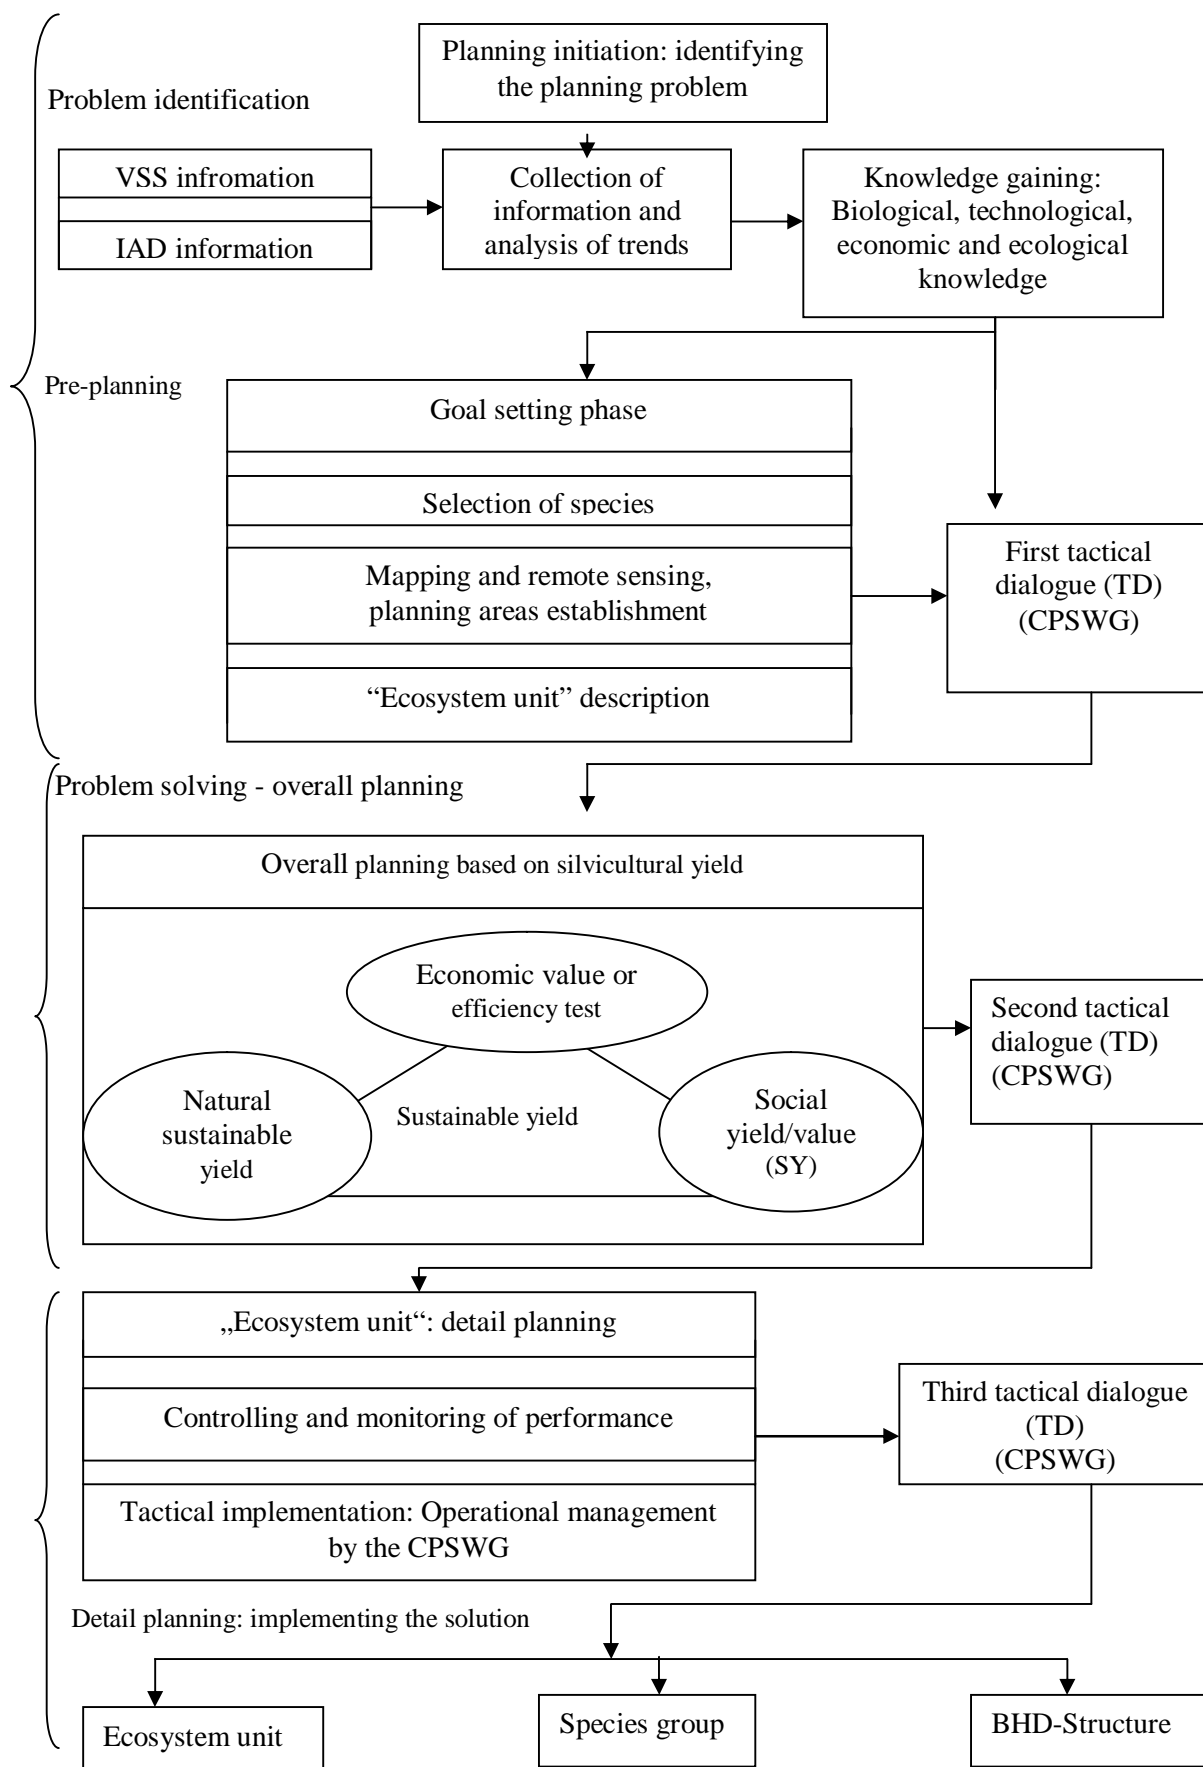 Planning initiation: identifying
the planning problem
Problem identification
VSS infromation
IAD information
Collection of
information and
analysis of trends
Knowledge gaining:
Biological, technological,
economic and ecological
knowledge
Pre-planning
Goal setting phase
Selection of species
Mapping and remote sensing,
planning areas establishment
“Ecosystem unit” description
First tactical
dialogue (TD)
(CPSWG)
Problem solving - overall planning
Overall planning based on silvicultural yield
Economic value or
efficiency test
Natural
sustainable
yield
Sustainable yield
Social
yield/value
(SY)
Second tactical
dialogue (TD)
(CPSWG)
„Ecosystem unit“: detail planning
Controlling and monitoring of performance
Tactical implementation: Operational management
by the CPSWG
Third tactical dialogue
(TD)
(CPSWG)
Detail planning: implementing the solution
Ecosystem unit
Species group
BHD-Structure